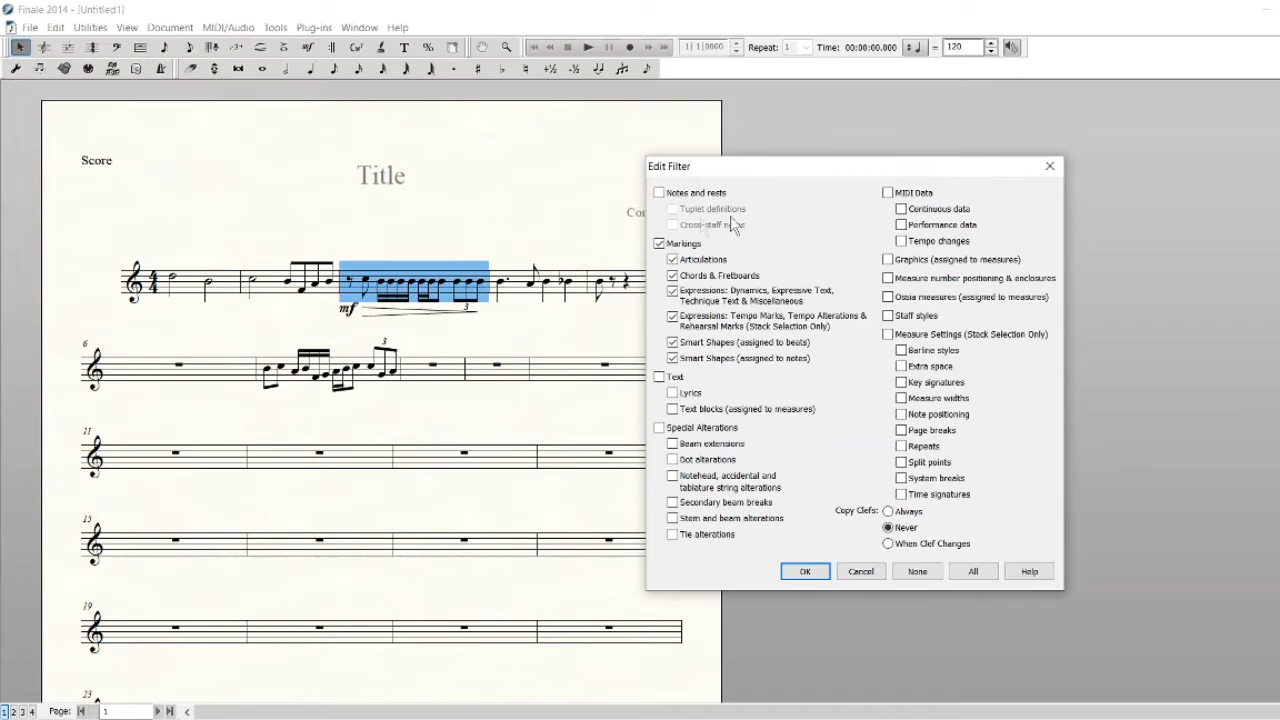 Finale 2014 - [Untitled1]
File Edit Utilities View Document MIDI/Audio Tools Plug-ins Window Help
1| 1|0000 Repeat: 1 Time: 00:00:00.000 = 120
Score
Title
mf
3
6
3
11
15
19
23
Edit Filter
Notes and rests
Tuplet definitions
Markings
Articulations
Chords & Fretboards
Expressions: Dynamics, Expressive Text,
Technique Text & Miscellaneous
Expressions: Tempo Marks, Tempo Alterations &
Rehearsal Marks (Stack Selection Only)
Smart Shapes (assigned to beats)
Smart Shapes (assigned to notes)
Text
Lyrics
Text blocks (assigned to measures)
Special Alterations
Beam extensions
Dot alterations
Notehead, accidental and
tablature string alterations
Secondary beam breaks
Stem and beam alterations
Tie alterations
MIDI Data
Continuous data
Performance data
Tempo changes
Graphics (assigned to measures)
Measure number positioning & enclosures
Ossia measures (assigned to measures)
Staff styles
Measure Settings (Stack Selection Only)
Barline styles
Extra space
Key signatures
Measure widths
Note positioning
Page breaks
Repeats
Split points
System breaks
Time signatures
Copy Clefs: Always
Never
When Clef Changes
OK Cancel None All Help
1 2 3 4 Page: 1